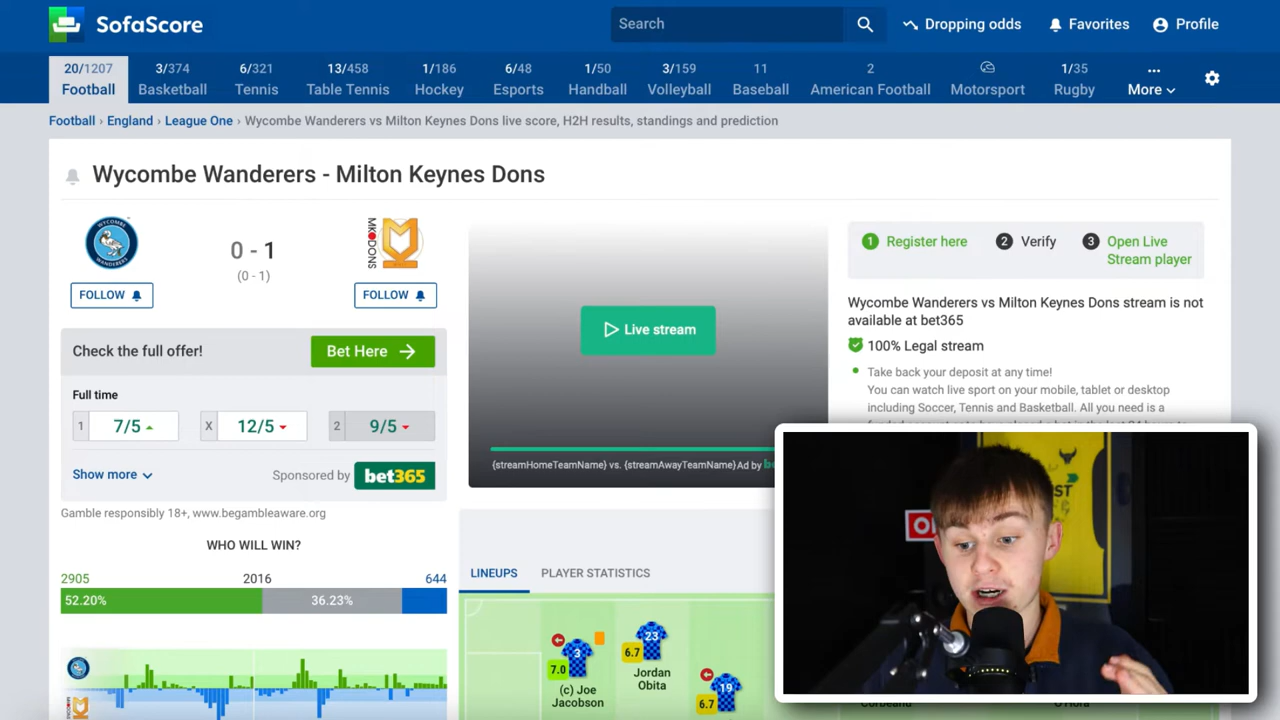 SofaScore
Search
Dropping odds
Favorites
Profile
20/1207
Football
3/374
Basketball
6/321
Tennis
13/458
Table Tennis
1/186
Hockey
6/48
Esports
1/50
Handball
3/159
Volleyball
11
Baseball
2
American Football
Motorsport
1/35
Rugby
...
More
Football › England › League One › Wycombe Wanderers vs Milton Keynes Dons live score, H2H results, standings and prediction
Wycombe Wanderers - Milton Keynes Dons
WYCOMBE
WANDERERS
0 - 1
(0 - 1)
MKDONS
FOLLOW
FOLLOW
Check the full offer!
Bet Here
Full time
1 7/5
X 12/5
2 9/5
Show more
Sponsored by bet365
Gamble responsibly 18+, www.begambleaware.org
WHO WILL WIN?
2905 2016 644
52.20% 36.23%
Live stream
{streamHomeTeamName} vs. {streamAwayTeamName} Ad by
1 Register here
2 Verify
3 Open Live
Stream player
Wycombe Wanderers vs Milton Keynes Dons stream is not
available at bet365
100% Legal stream
Take back your deposit at any time!
You can watch live sport on your mobile, tablet or desktop
including Soccer, Tennis and Basketball. All you need is a
LINEUPS
PLAYER STATISTICS
3
7.0
(c) Joe
Jacobson
23
6.7
Jordan
Obita
19
6.7